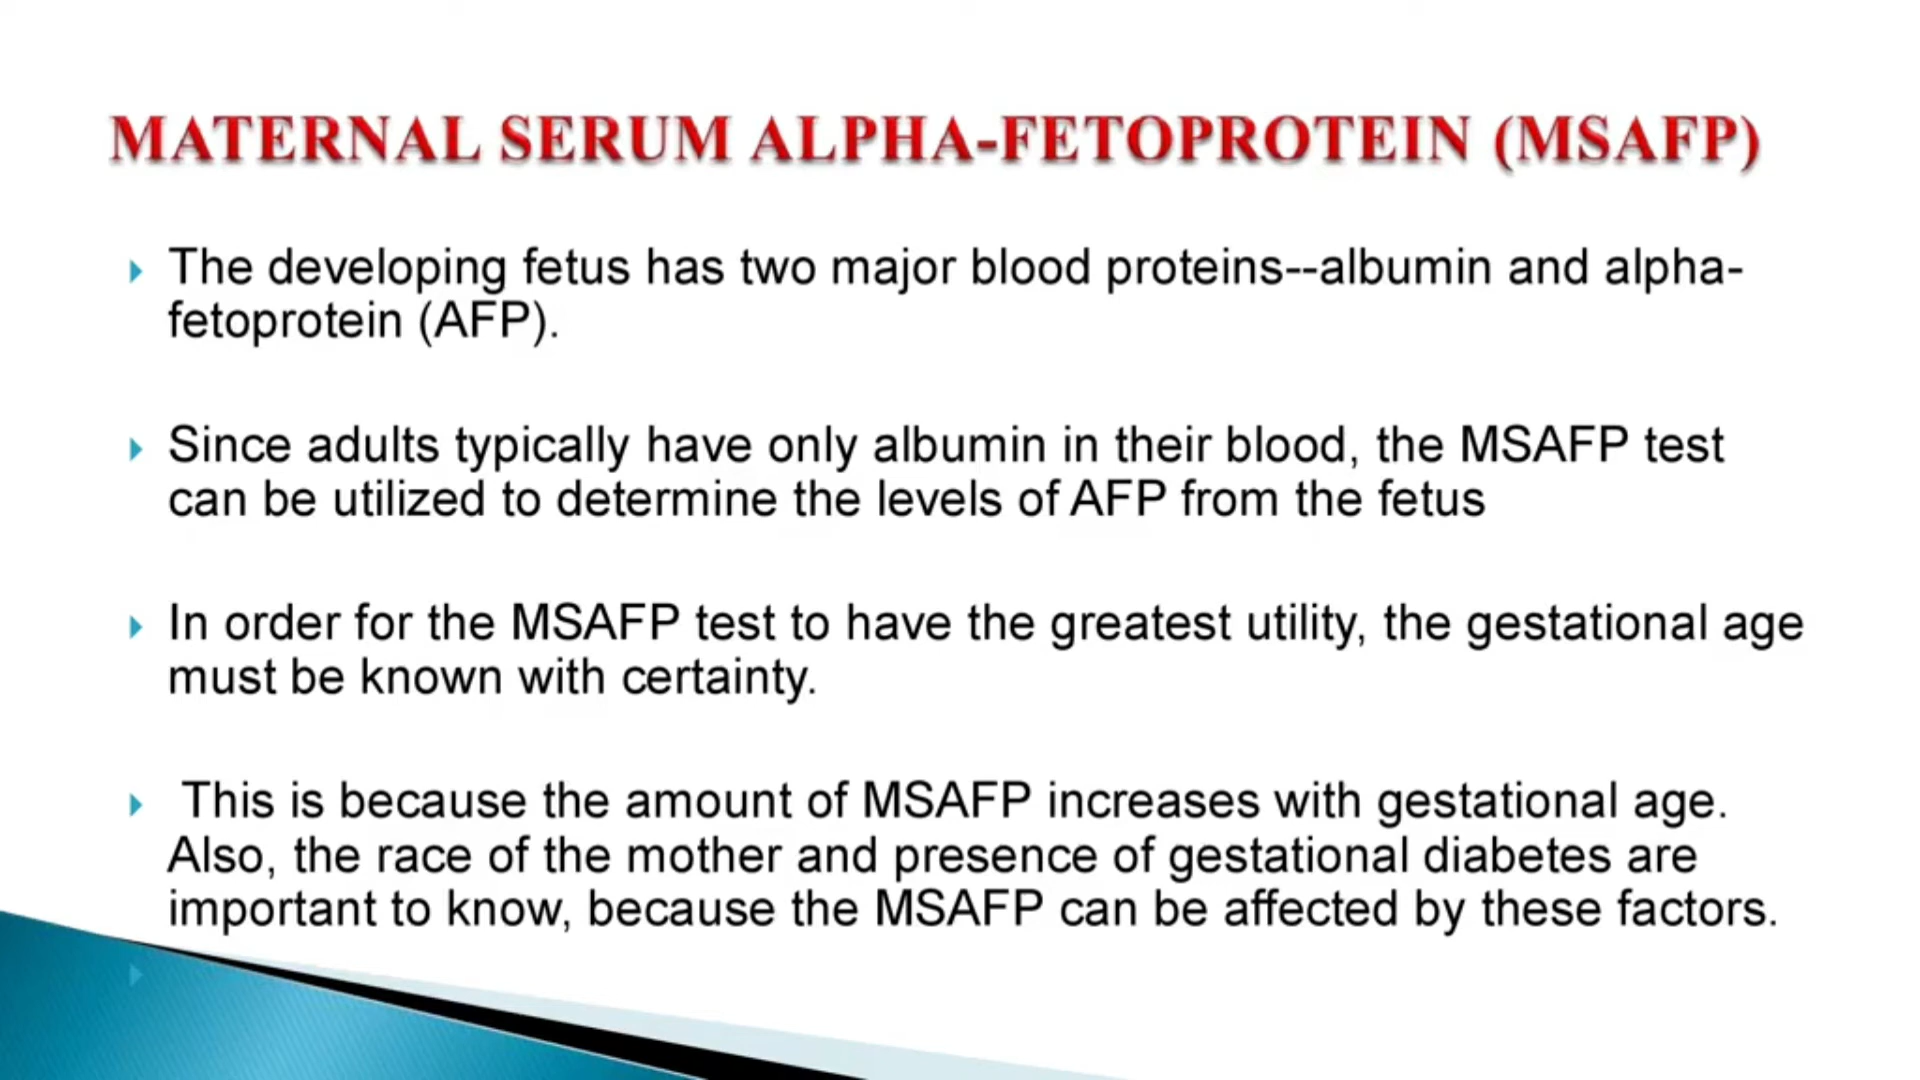 MATERNAL SERUM ALPHA-FETOPROTEIN (MSAFP)
The developing fetus has two major blood proteins--albumin and alpha-
fetoprotein (AFP).
Since adults typically have only albumin in their blood, the MSAFP test
can be utilized to determine the levels of AFP from the fetus
In order for the MSAFP test to have the greatest utility, the gestational age
must be known with certainty.
This is because the amount of MSAFP increases with gestational age.
Also, the race of the mother and presence of gestational diabetes are
important to know, because the MSAFP can be affected by these factors.